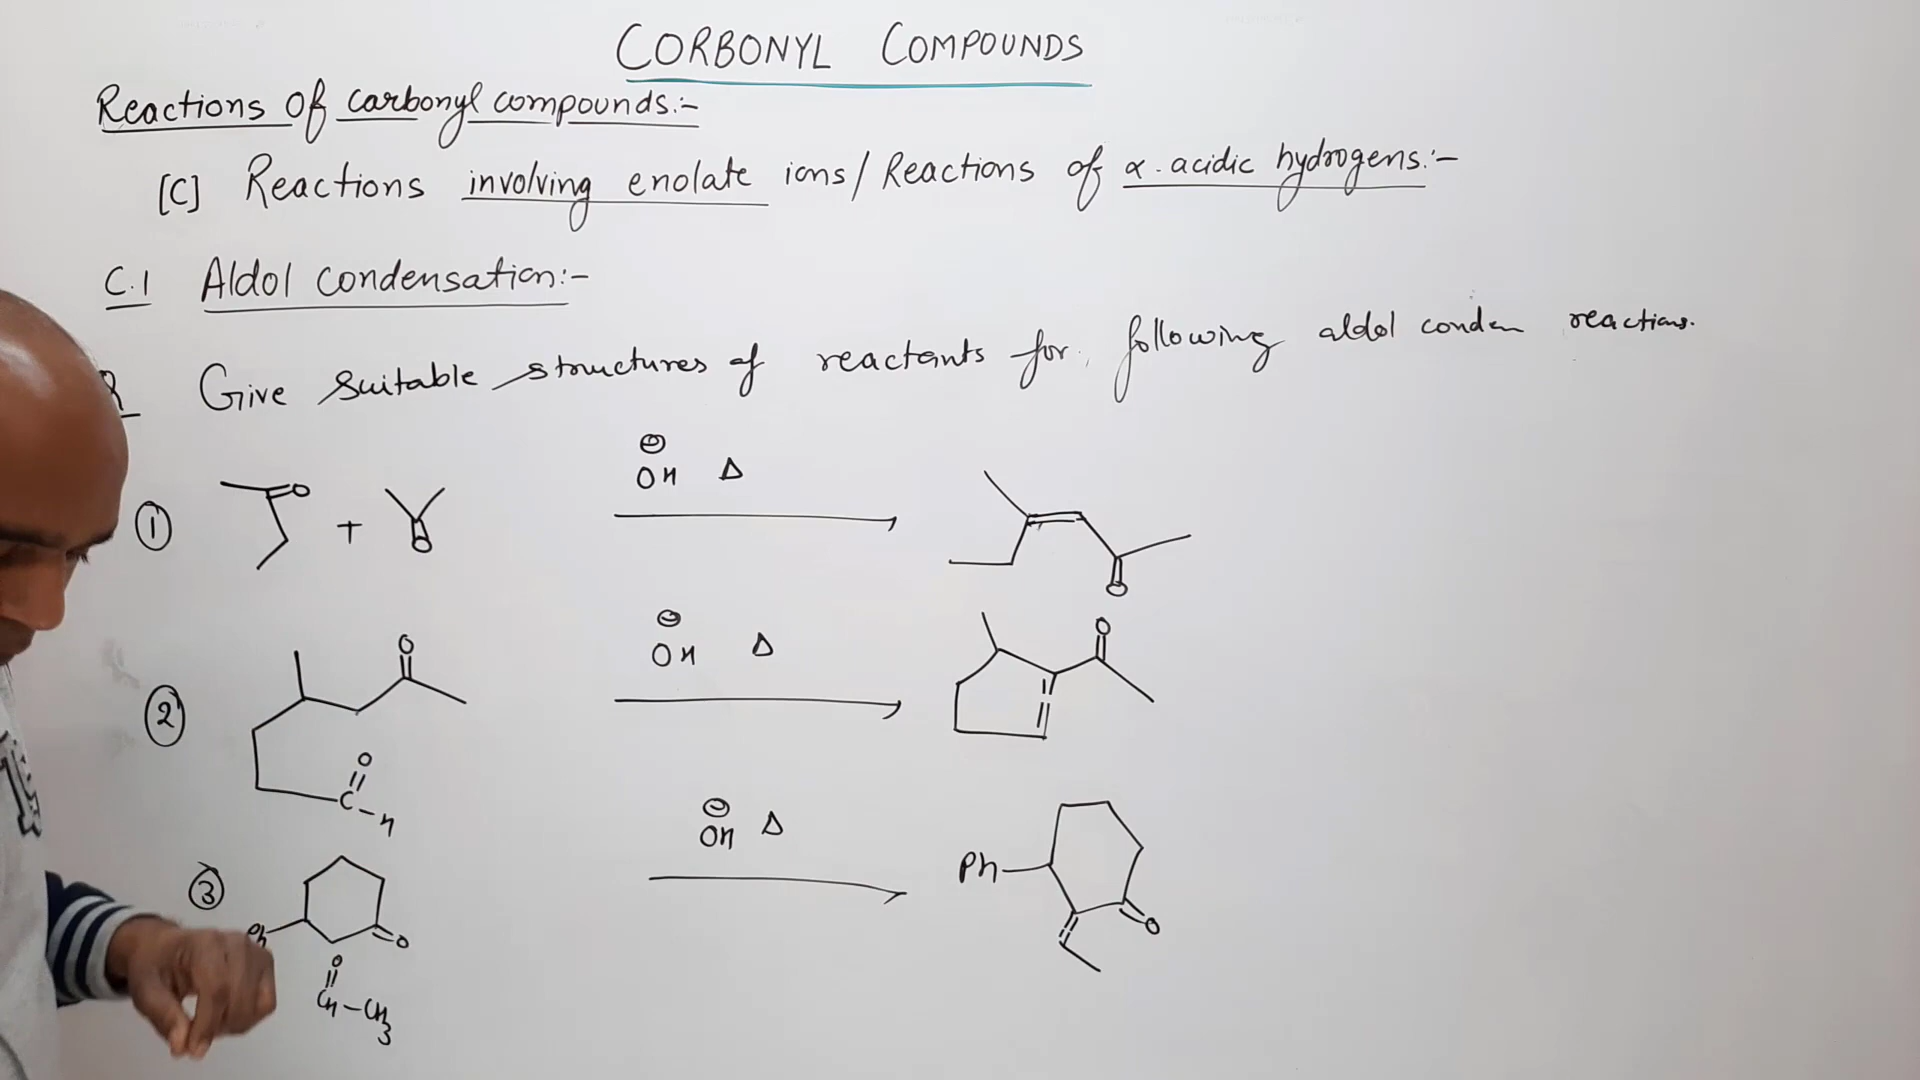 CORBONYL COMPOUNDS
Reactions Of carbonyl compounds:-
[C] Reactions involving enolate ions/Reactions of α-acidic hydrogens:-
C.1 Aldol condensation:-
Give suitable structures of reactants for following aldol conden reactions.
⊖
OH Δ
① O + O
O
⊖
OH Δ
O
O
②
O
C-H
⊖
OH Δ
③
Ph O
Ph O
O
CH-CH3